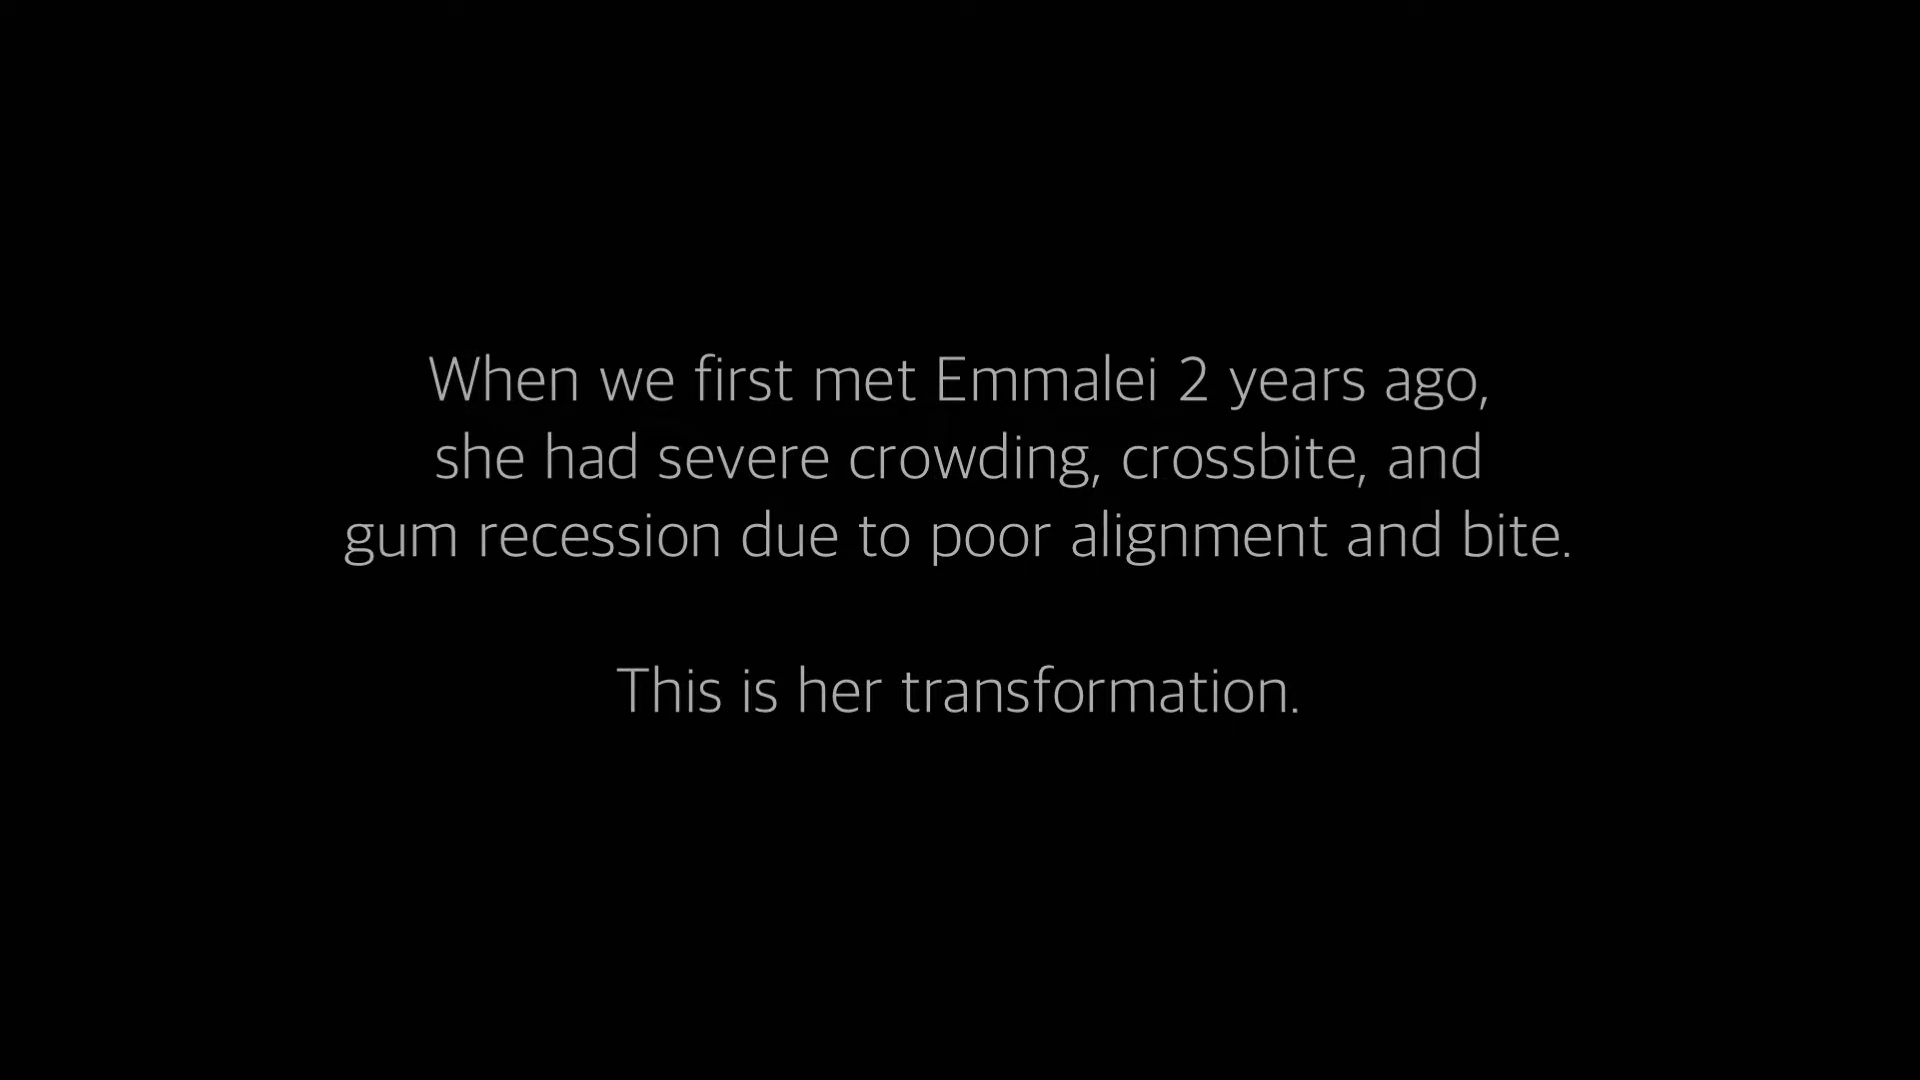 When we first met Emmalei 2 years ago,
she had severe crowding, crossbite, and
gum recession due to poor alignment and bite.
This is her transformation.